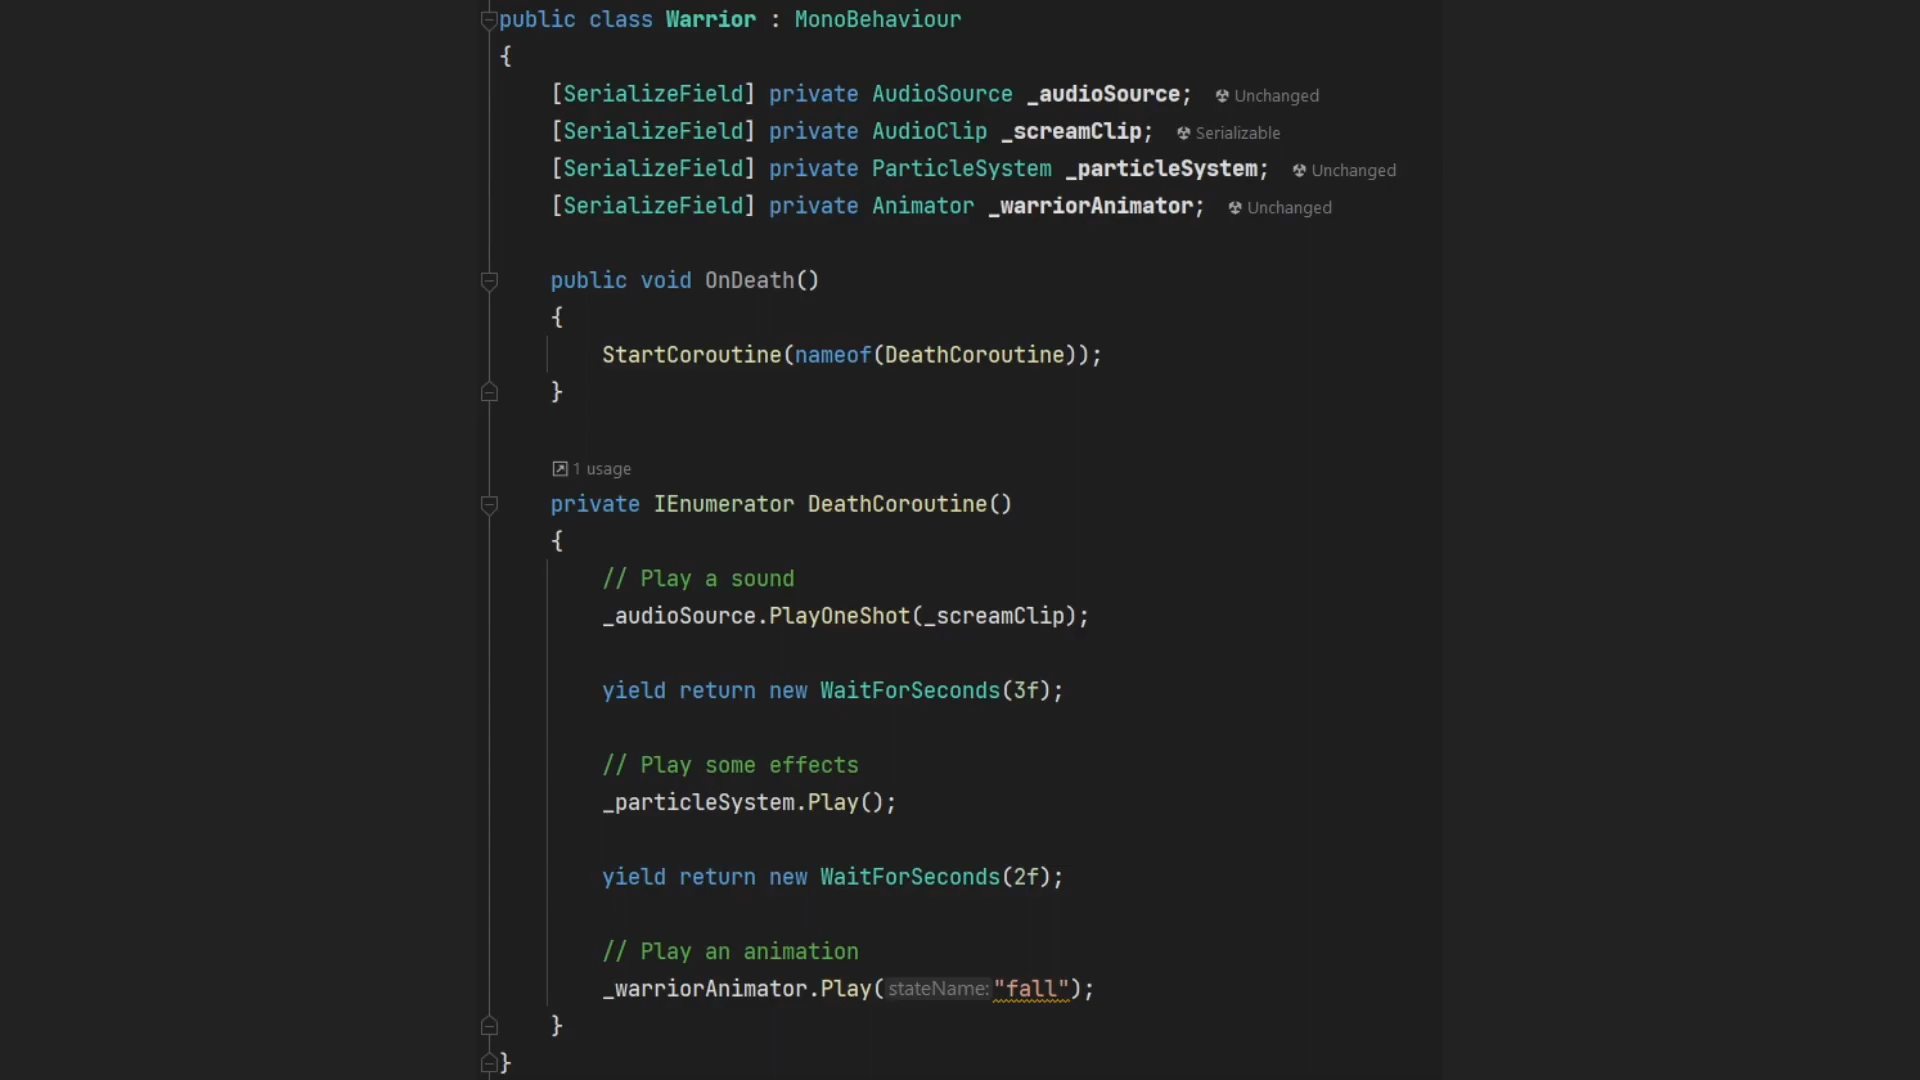 public class Warrior : MonoBehaviour
{
[SerializeField] private AudioSource _audioSource; Unchanged
[SerializeField] private AudioClip _screamClip; Serializable
[SerializeField] private ParticleSystem _particleSystem; Unchanged
[SerializeField] private Animator _warriorAnimator; Unchanged
public void OnDeath()
{
StartCoroutine(nameof(DeathCoroutine));
}
1 usage
private IEnumerator DeathCoroutine()
{
// Play a sound
_audioSource.PlayOneShot(_screamClip);
yield return new WaitForSeconds(3f);
// Play some effects
_particleSystem.Play();
yield return new WaitForSeconds(2f);
// Play an animation
_warriorAnimator.Play(stateName:"fall");
}
}